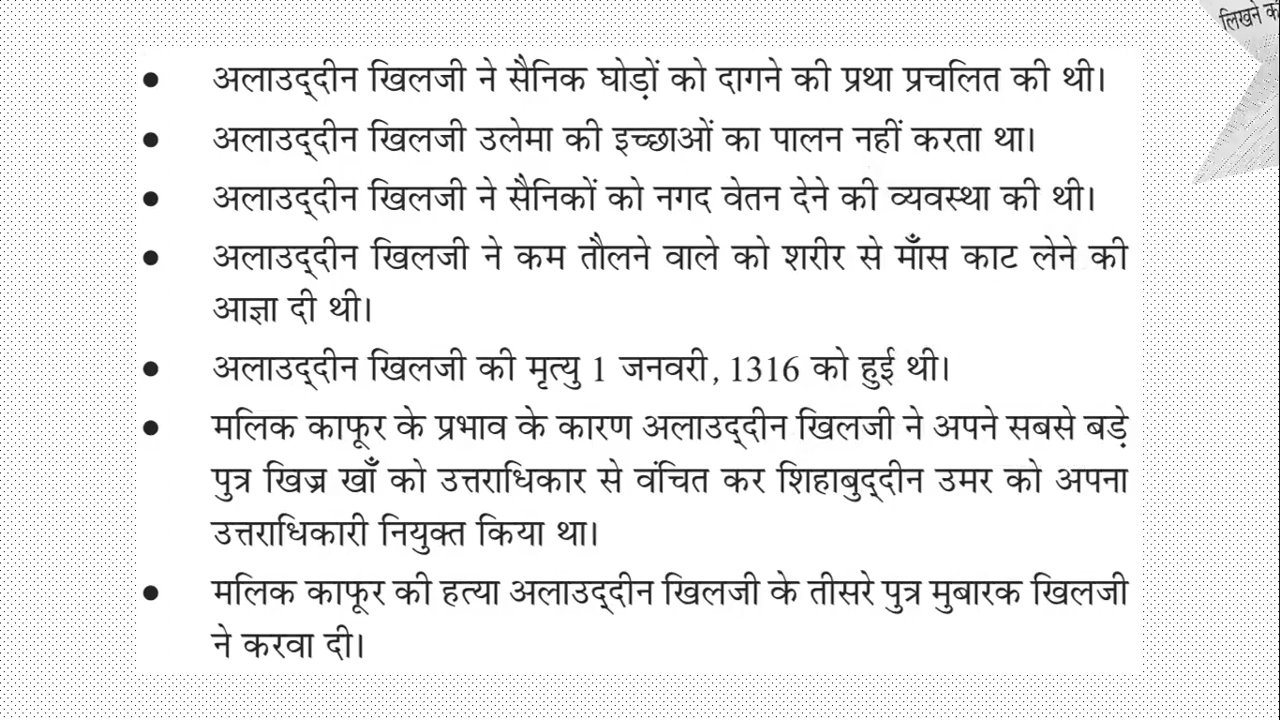 लिखने की
• अलाउद्दीन खिलजी ने सैनिक घोड़ों को दागने की प्रथा प्रचलित की थी।
• अलाउद्दीन खिलजी उलेमा की इच्छाओं का पालन नहीं करता था।
• अलाउद्दीन खिलजी ने सैनिकों को नगद वेतन देने की व्यवस्था की थी।
• अलाउद्दीन खिलजी ने कम तौलने वाले को शरीर से माँस काट लेने की
आज्ञा दी थी।
• अलाउद्दीन खिलजी की मृत्यु 1 जनवरी, 1316 को हुई थी।
• मलिक काफूर के प्रभाव के कारण अलाउद्दीन खिलजी ने अपने सबसे बड़े
पुत्र खिज्र खाँ को उत्तराधिकार से वंचित कर शिहाबुद्दीन उमर को अपना
उत्तराधिकारी नियुक्त किया था।
• मलिक काफूर की हत्या अलाउद्दीन खिलजी के तीसरे पुत्र मुबारक खिलजी
ने करवा दी।